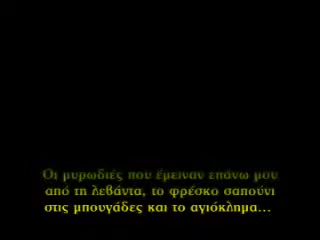 Οι μυρωδιές που έμειναν επάνω μου
από τη λεβάντα, το φρέσκο σαπούνι
στις μπουγάδες και το αγιόκλημα...